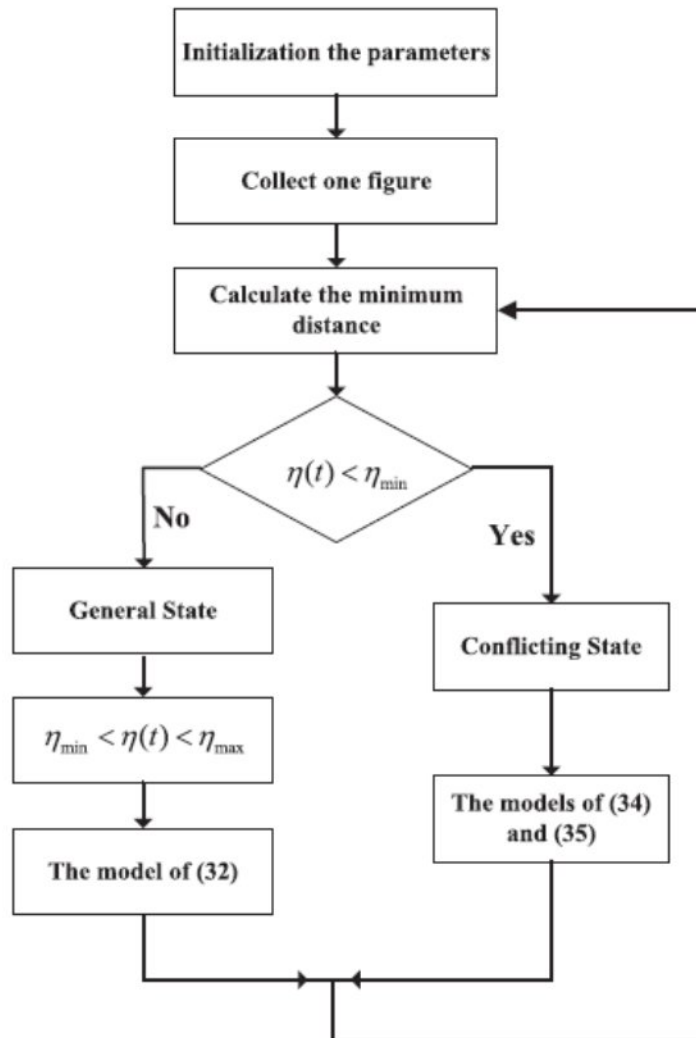 Initialization the parameters
Collect one figure
Calculate the minimum
distance
η(t) < η_min
No
Yes
General State
Conflicting State
η_min < η(t) < η_max
The models of (34)
and (35)
The model of (32)